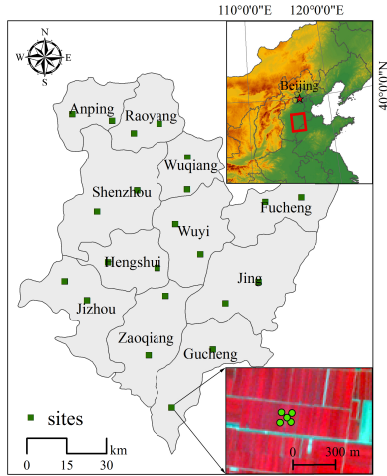 110°0'0"E 120°0'0"E
N
W E
S
Beijing
40°0'0"N
Anping
Raoyang
Wuqiang
Shenzhou
Fucheng
Wuyi
Hengshui
Jing
Jizhou
Zaoqiang
Gucheng
sites
0 15 30
km
0 300 m